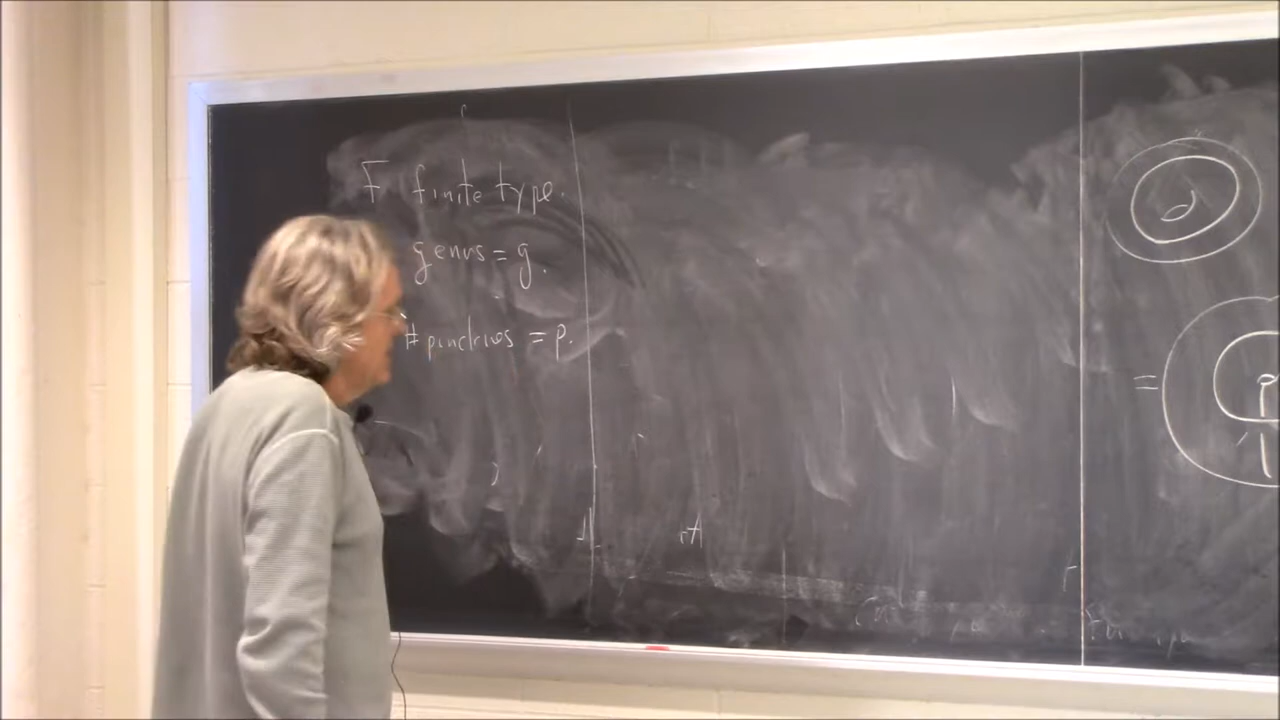 F finite type.
genus = g.
# punctures = p.